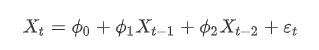 $X_t = \phi_0 + \phi_1 X_{t-1} + \phi_2 X_{t-2} + \varepsilon_t$